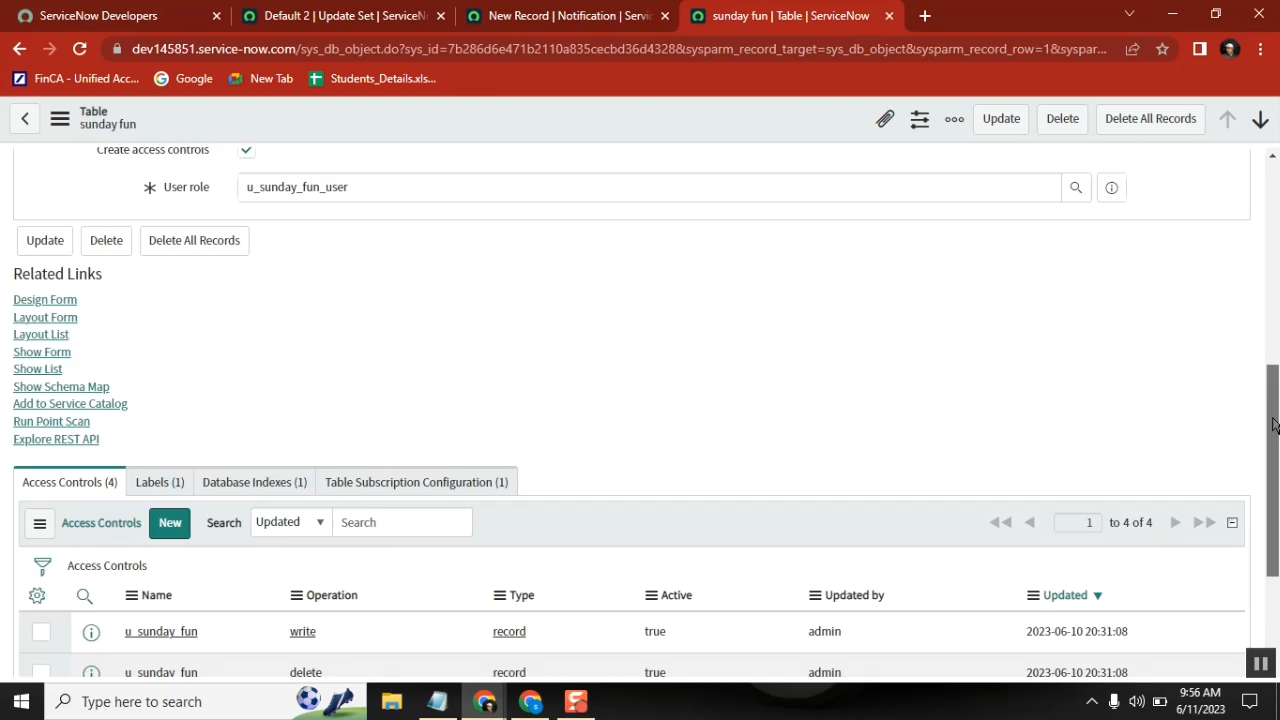 ServiceNow Developers
Default 2 | Update Set | ServiceN
New Record | Notification | Servic
sunday fun | Table | ServiceNow
dev145851.service-now.com/sys_db_object.do?sys_id=7b286d6e471b2110a835cecbd36d4328&sysparm_record_target=sys_db_object&sysparm_record_row=1&syspar...
FinCA - Unified Acc...
Google
New Tab
Students_Details.xls...
Table
sunday fun
Update
Delete
Delete All Records
Create access controls
User role
u_sunday_fun_user
Update
Delete
Delete All Records
Related Links
Design Form
Layout Form
Layout List
Show Form
Show List
Show Schema Map
Add to Service Catalog
Run Point Scan
Explore REST API
Access Controls (4)
Labels (1)
Database Indexes (1)
Table Subscription Configuration (1)
Access Controls
New
Search
Updated
Search
1
to 4 of 4
Access Controls
Name
Operation
Type
Active
Updated by
Updated
u_sunday_fun
write
record
true
admin
2023-06-10 20:31:08
u_sunday_fun
delete
record
true
admin
2023-06-10 20:31:08
Type here to search
9:56 AM
6/11/2023